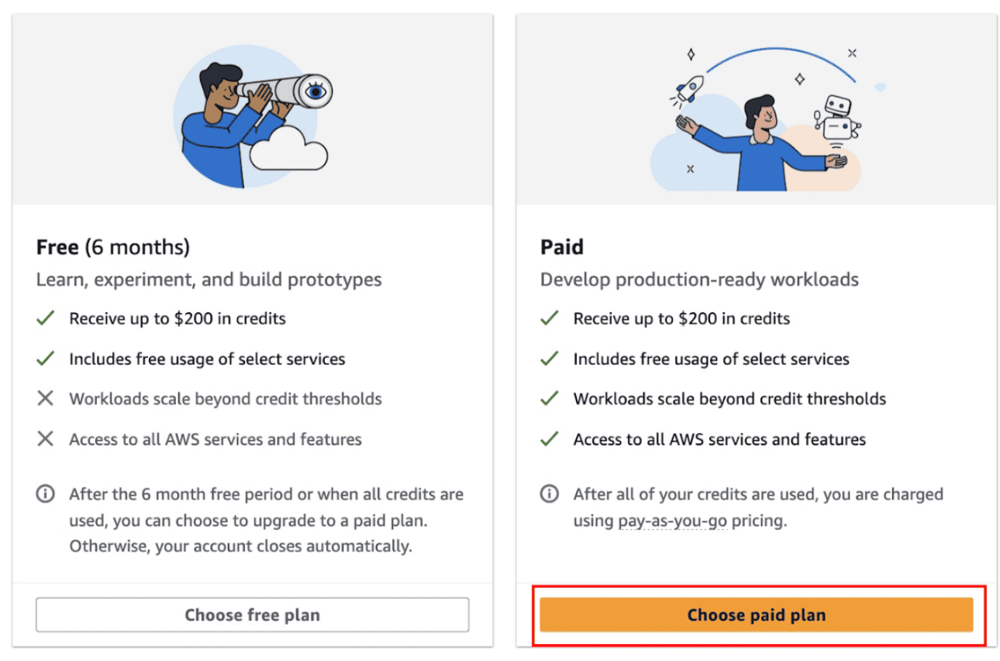 Free (6 months)
Learn, experiment, and build prototypes
Receive up to $200 in credits
Includes free usage of select services
Workloads scale beyond credit thresholds
Access to all AWS services and features
After the 6 month free period or when all credits are
used, you can choose to upgrade to a paid plan.
Otherwise, your account closes automatically.
Choose free plan
Paid
Develop production-ready workloads
Receive up to $200 in credits
Includes free usage of select services
Workloads scale beyond credit thresholds
Access to all AWS services and features
After all of your credits are used, you are charged
using pay-as-you-go pricing.
Choose paid plan